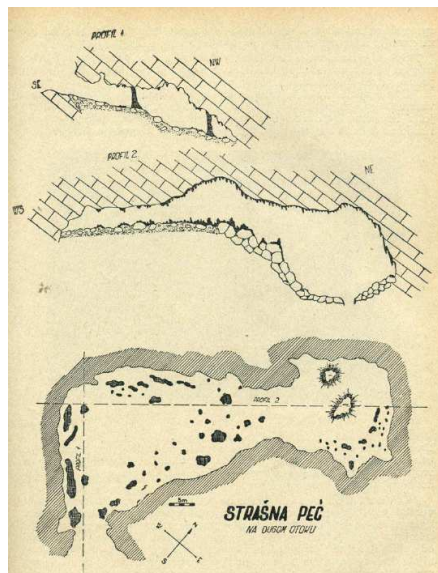 PROFIL 1
NW
SE
PROFIL 2
NE
PROFIL 2
PROFIL 1
5m
STRAŠNA PEĆ
NA DUGOM OTOKU
N
E
S